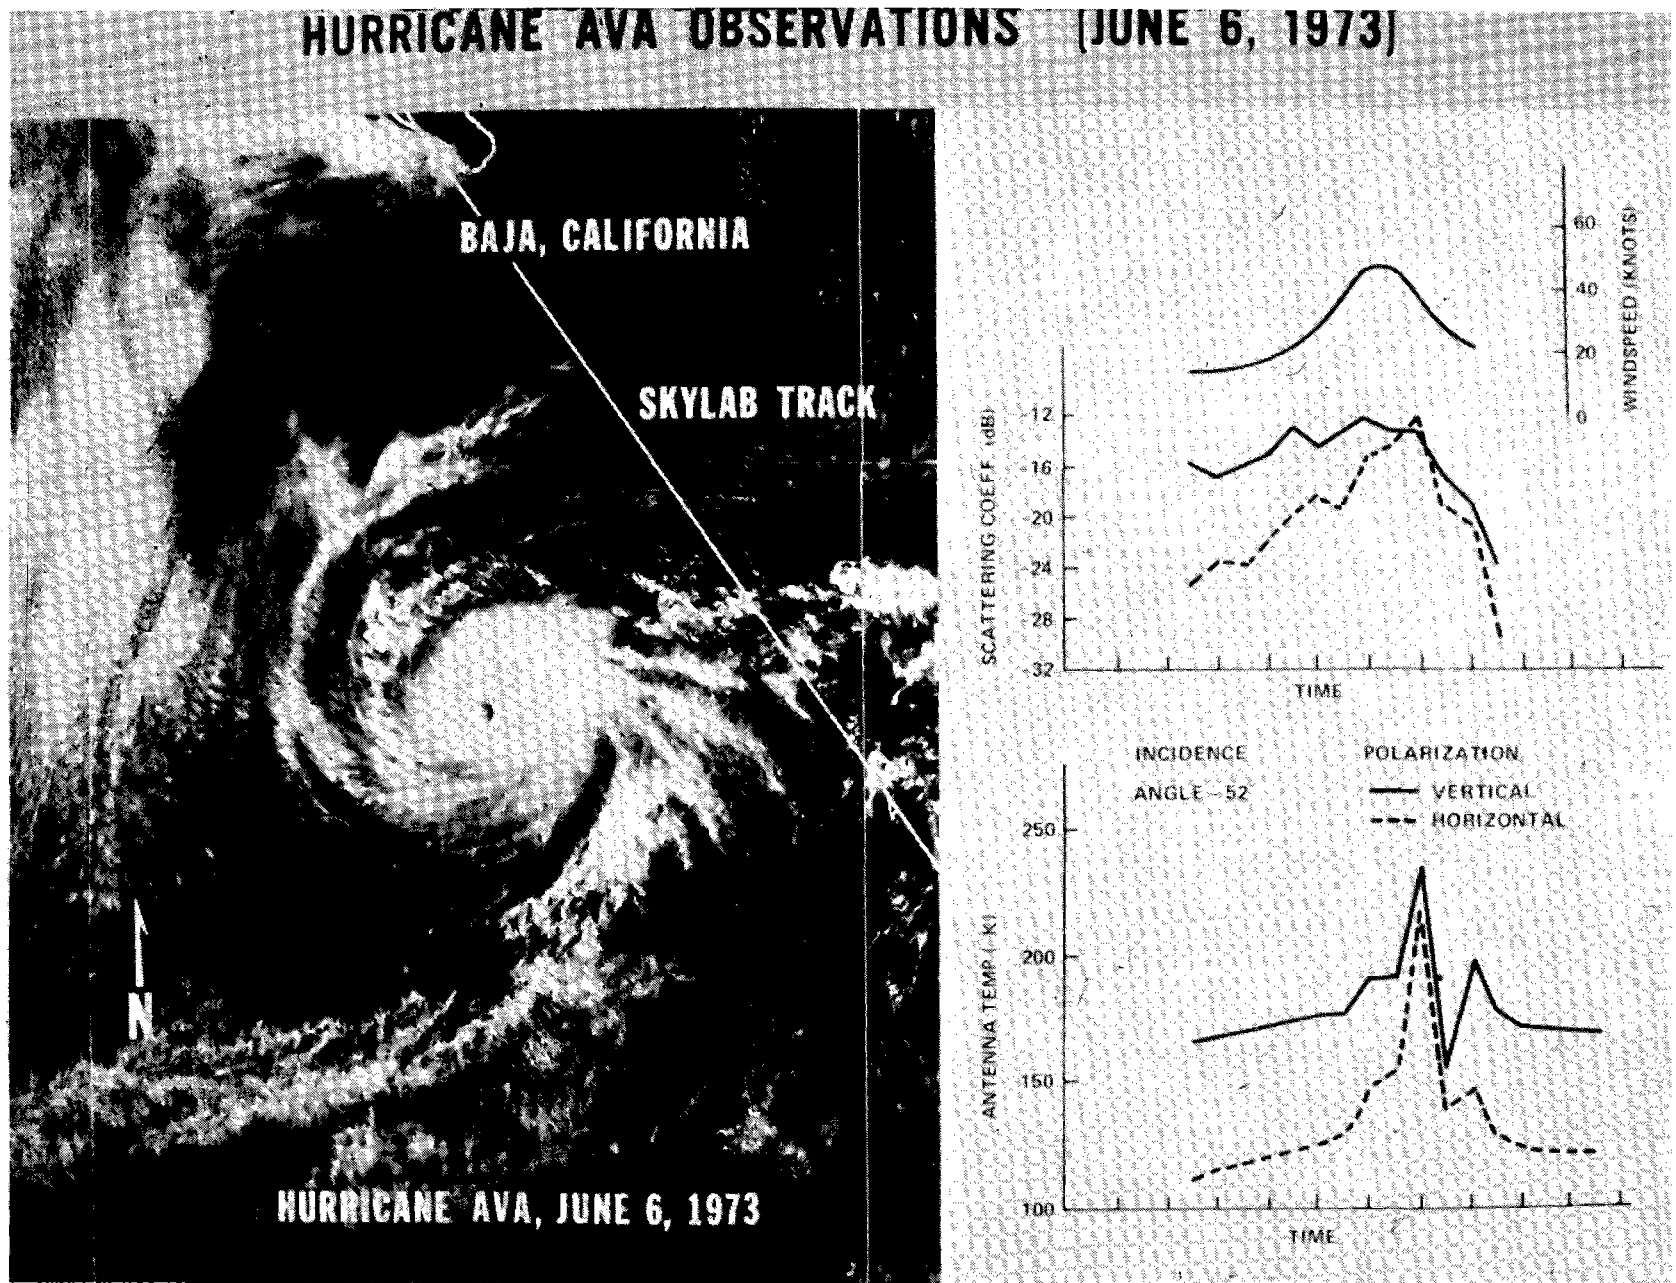 HURRICANE AVA OBSERVATIONS (JUNE 6, 1973)
BAJA, CALIFORNIA
SKYLAB TRACK
N
HURRICANE AVA, JUNE 6, 1973
60
40
20
0
WINDSPEED (KNOTS)
SCATTERING COEFF (dB)
12
16
20
24
28
32
TIME
INCIDENCE
ANGLE - 52
POLARIZATION
VERTICAL
HORIZONTAL
ANTENNA TEMP ( K)
250
200
150
100
TIME